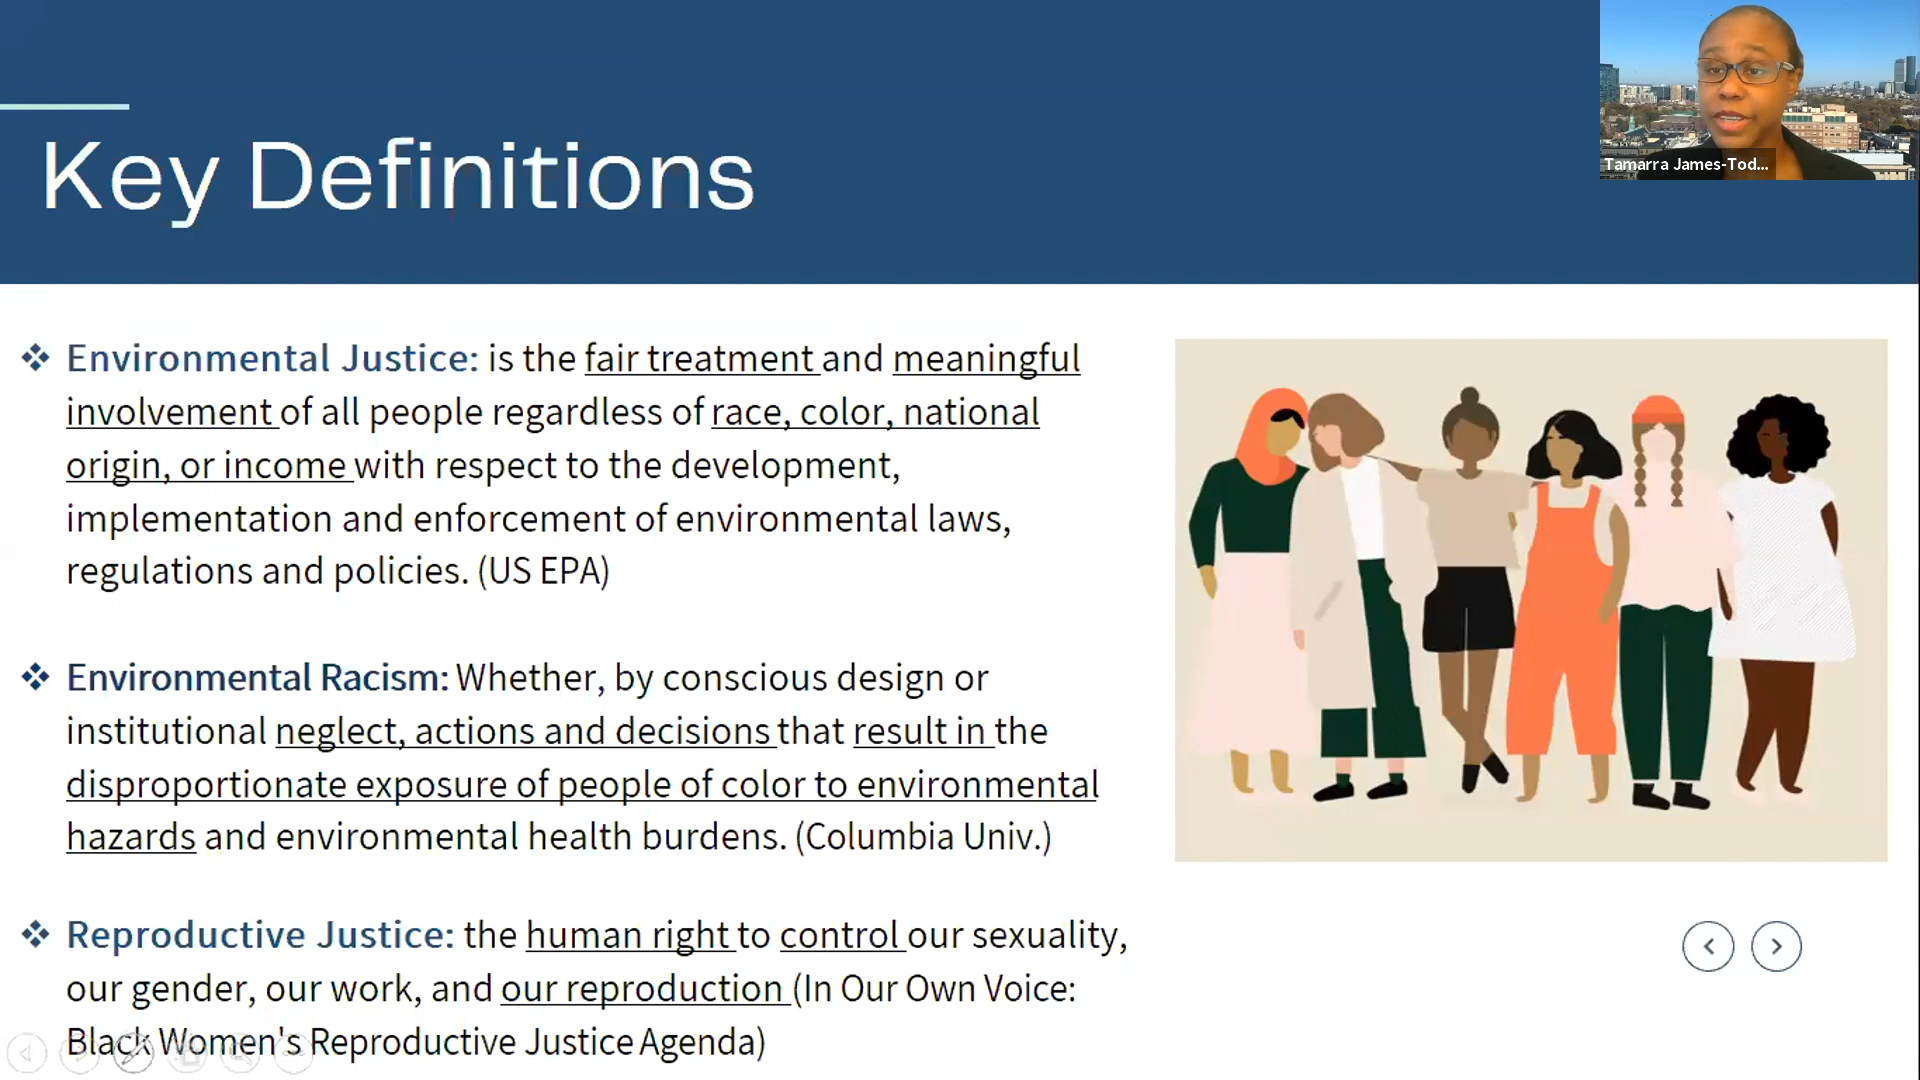 Key Definitions
Tamarra James-Tod...
Environmental Justice: is the fair treatment and meaningful
involvement of all people regardless of race, color, national
origin, or income with respect to the development,
implementation and enforcement of environmental laws,
regulations and policies. (US EPA)
Environmental Racism: Whether, by conscious design or
institutional neglect, actions and decisions that result in the
disproportionate exposure of people of color to environmental
hazards and environmental health burdens. (Columbia Univ.)
Reproductive Justice: the human right to control our sexuality,
our gender, our work, and our reproduction (In Our Own Voice:
Black Women's Reproductive Justice Agenda)